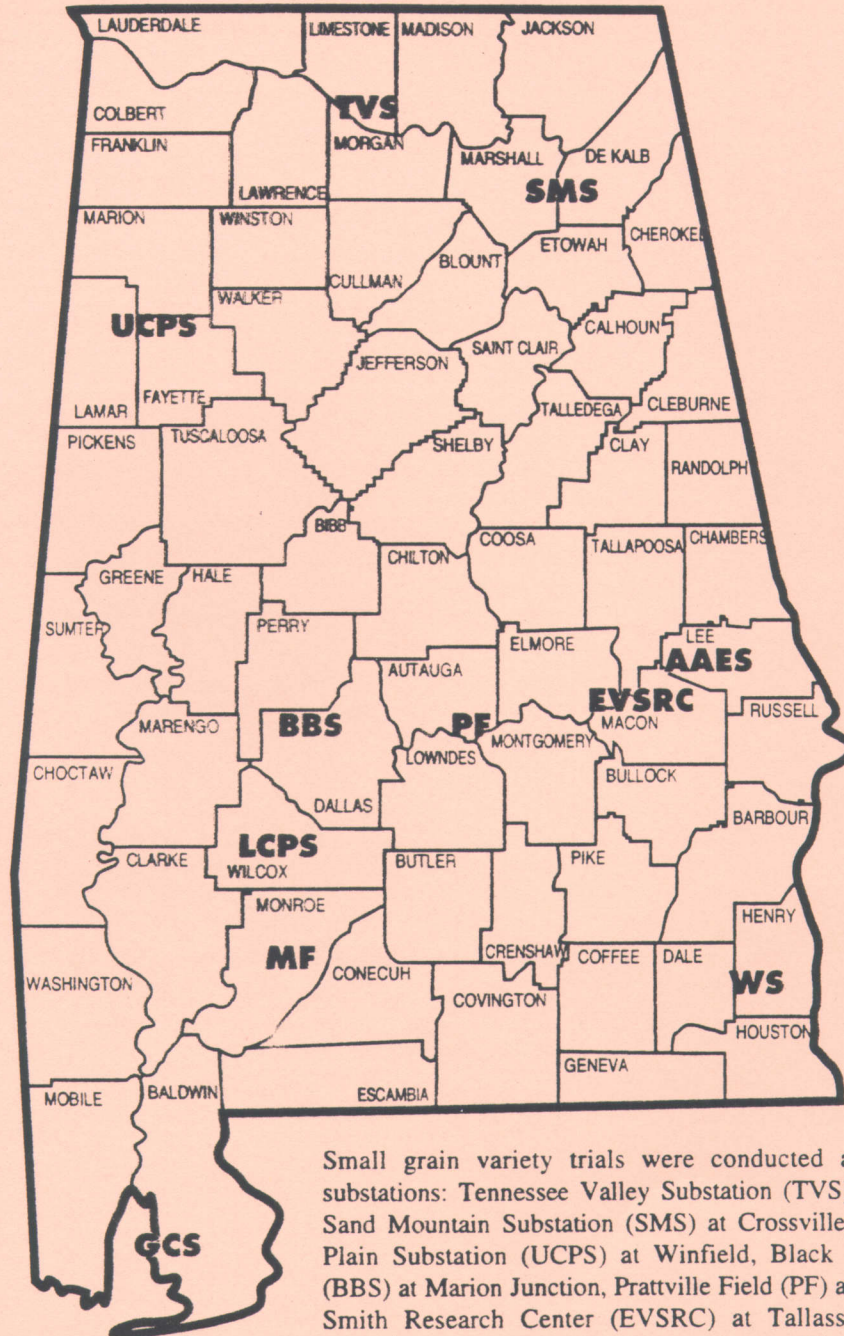 LAUDERDALE
LIMESTONE
MADISON
JACKSON
COLBERT
TVS
FRANKLIN
MORGAN
MARSHALL
DE KALB
LAWRENCE
SMS
MARION
WINSTON
ETOWAH
CHEROKE
CULLMAN
BLOUNT
WALKER
UCPS
CALHOUN
SAINT CLAIR
JEFFERSON
FAYETTE
LAMAR
TALLEDEGA
CLEBURNE
PICKENS
TUSCALOOSA
SHELBY
CLAY
RANDOLPH
BIBB
COOSA
TALLAPOOSA
CHAMBERS
CHILTON
GREENE
HALE
SUMTER
PERRY
ELMORE
LEE
AUTAUGA
AAES
EVSRC
MARENGO
BBS
PF
MACON
RUSSELL
MONTGOMERY
LOWNDES
CHOCTAW
BULLOCK
DALLAS
BARBOUR
LCPS
CLARKE
WILCOX
BUTLER
PIKE
MONROE
HENRY
MF
CRENSHAW
COFFEE
DALE
CONECUH
WASHINGTON
WS
COVINGTON
HOUSTON
GENEVA
MOBILE
BALDWIN
ESCAMBIA
GCS
Small grain variety trials were conducted a
substations: Tennessee Valley Substation (TVS
Sand Mountain Substation (SMS) at Crossville
Plain Substation (UCPS) at Winfield, Black
(BBS) at Marion Junction, Prattville Field (PF) a
Smith Research Center (EVSRC) at Tallass